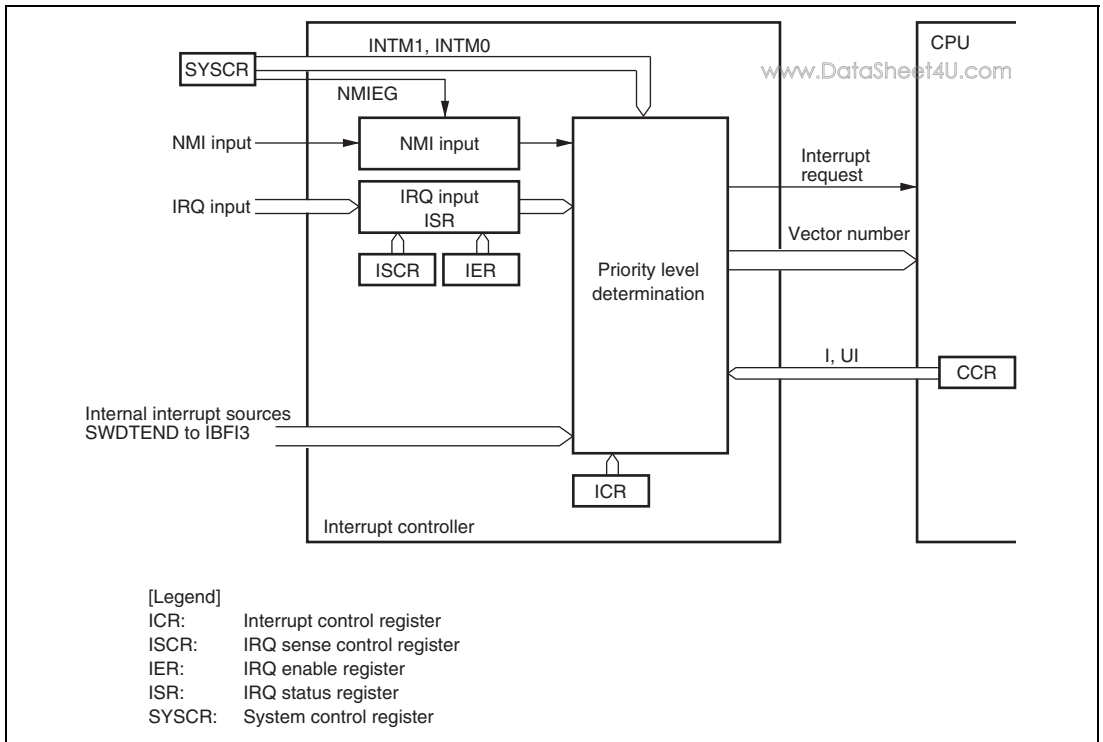 INTM1, INTM0
CPU
SYSCR
www.DataSheet4U.com
NMIEG
NMI input
NMI input
Interrupt
request
IRQ input
IRQ input
ISR
Vector number
ISCR
IER
Priority level
determination
I, UI
CCR
Internal interrupt sources
SWDTEND to IBFI3
ICR
Interrupt controller
[Legend]
ICR: Interrupt control register
ISCR: IRQ sense control register
IER: IRQ enable register
ISR: IRQ status register
SYSCR: System control register